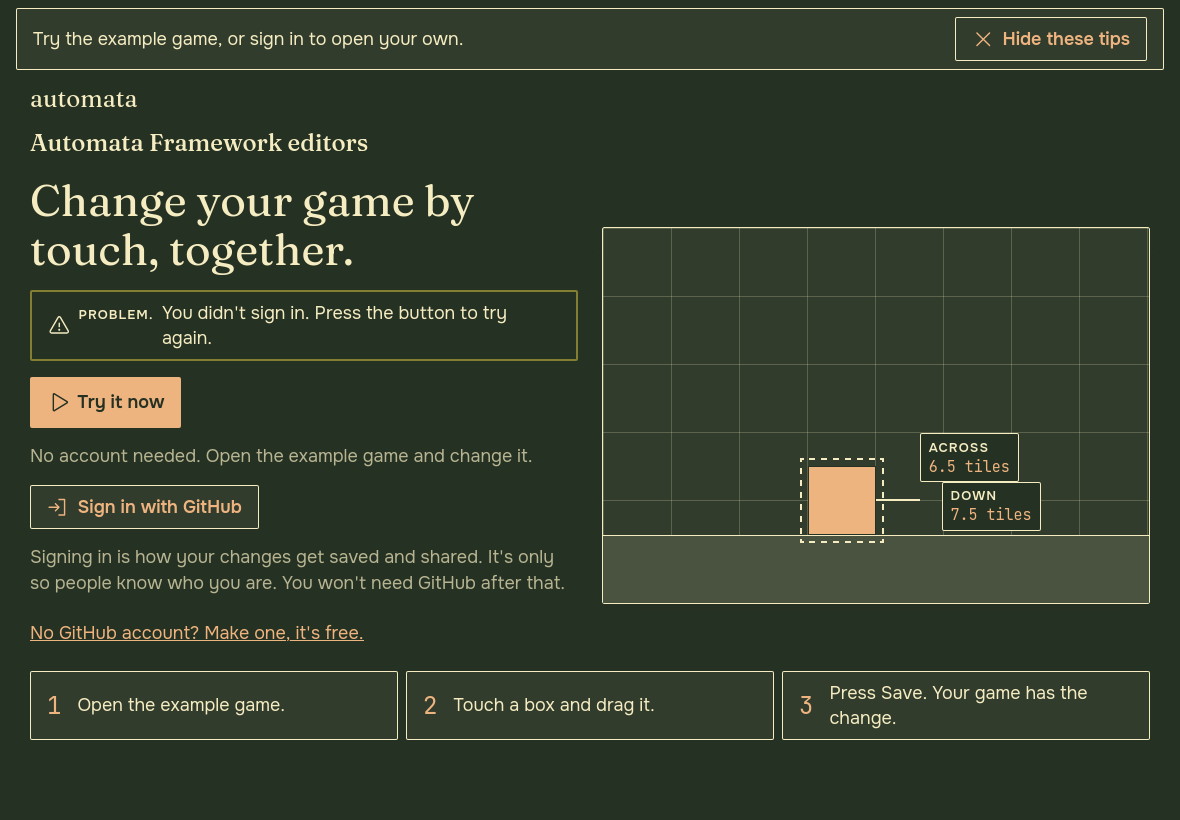 Try the example game, or sign in to open your own.
Hide these tips
automata
Automata Framework editors
Change your game by
touch, together.
PROBLEM. You didn't sign in. Press the button to try
again.
Try it now
No account needed. Open the example game and change it.
Sign in with GitHub
Signing in is how your changes get saved and shared. It's only
so people know who you are. You won't need GitHub after that.
No GitHub account? Make one, it's free.
ACROSS
6.5 tiles
DOWN
7.5 tiles
1 Open the example game.
2 Touch a box and drag it.
3 Press Save. Your game has the
change.